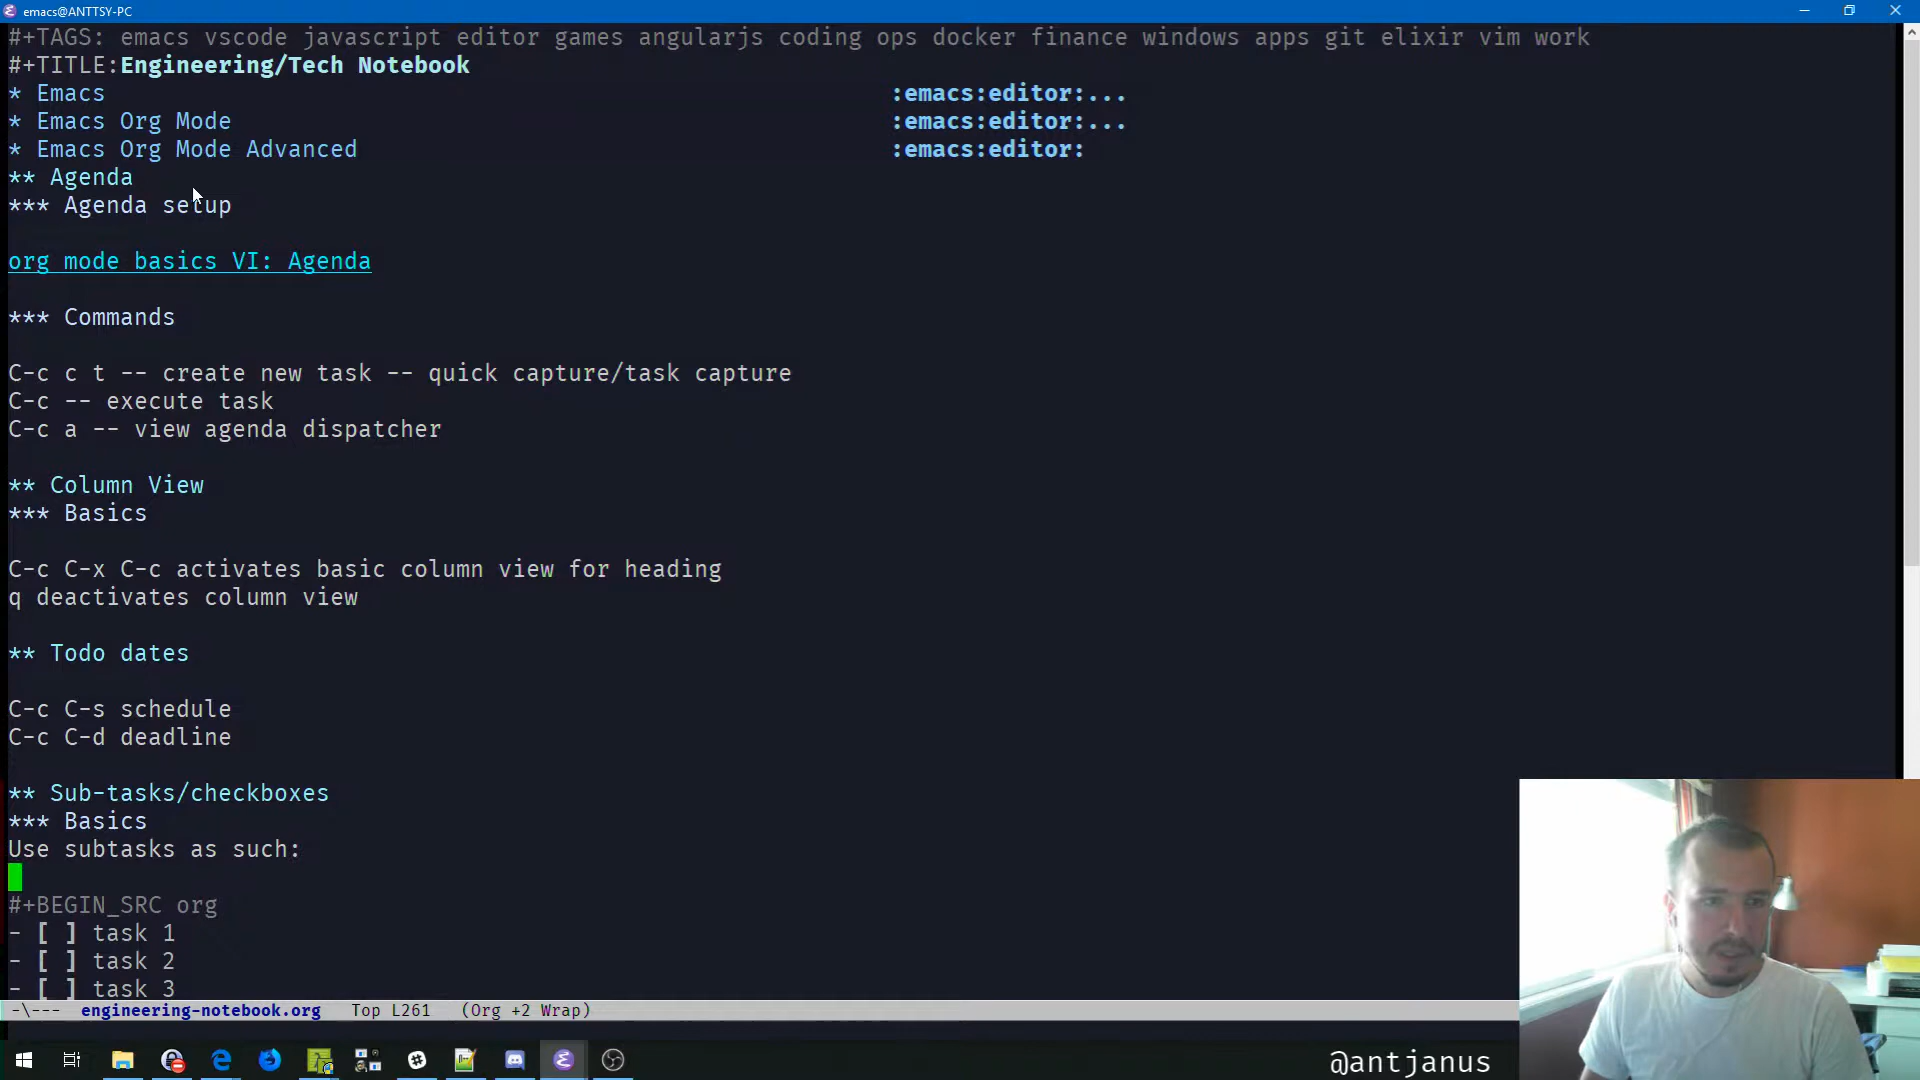 emacs@ANTTSY-PC
#+TAGS: emacs vscode javascript editor games angularjs coding ops docker finance windows apps git elixir vim work
#+TITLE:Engineering/Tech Notebook
* Emacs :emacs:editor:...
* Emacs Org Mode :emacs:editor:...
* Emacs Org Mode Advanced :emacs:editor:
** Agenda
*** Agenda setup
org mode basics VI: Agenda
*** Commands
C-c c t -- create new task -- quick capture/task capture
C-c -- execute task
C-c a -- view agenda dispatcher
** Column View
*** Basics
C-c C-x C-c activates basic column view for heading
q deactivates column view
** Todo dates
C-c C-s schedule
C-c C-d deadline
** Sub-tasks/checkboxes
*** Basics
Use subtasks as such:
#+BEGIN_SRC org
- [ ] task 1
- [ ] task 2
- [ ] task 3
-\--- engineering-notebook.org Top L261 (Org +2 Wrap)
@antjanus